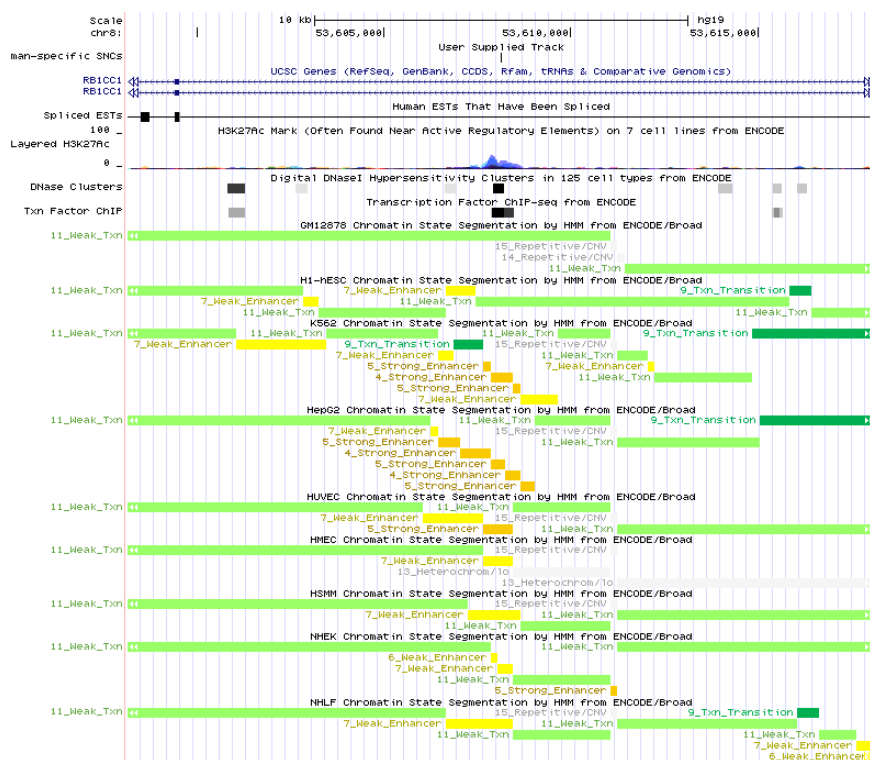 Scale 10 kb hg19
chr8: 53,605,000 53,610,000 53,615,000
User Supplied Track
man-specific SNCs
UCSC Genes (RefSeq, GenBank, CCDS, Rfam, tRNAs & Comparative Genomics)
RB1CC1
RB1CC1
Human ESTs That Have Been Spliced
Spliced ESTs
100 _ H3K27Ac Mark (Often Found Near Active Regulatory Elements) on 7 cell lines from ENCODE
Layered H3K27Ac
0 _
Digital DNaseI Hypersensitivity Clusters in 125 cell types from ENCODE
DNase Clusters
Transcription Factor ChIP-seq from ENCODE
Txn Factor ChIP
GM12878 Chromatin State Segmentation by HMM from ENCODE/Broad
11_Weak_Txn
15_Repetitive/CNV
14_Repetitive/CNV
11_Weak_Txn
H1-hESC Chromatin State Segmentation by HMM from ENCODE/Broad
11_Weak_Txn 7_Weak_Enhancer 9_Txn_Transition
7_Weak_Enhancer 11_Weak_Txn
11_Weak_Txn 11_Weak_Txn
K562 Chromatin State Segmentation by HMM from ENCODE/Broad
11_Weak_Txn 11_Weak_Txn 11_Weak_Txn 9_Txn_Transition
7_Weak_Enhancer 9_Txn_Transition 15_Repetitive/CNV
7_Weak_Enhancer 11_Weak_Txn
5_Strong_Enhancer 7_Weak_Enhancer
4_Strong_Enhancer 11_Weak_Txn
5_Strong_Enhancer
7_Weak_Enhancer
HepG2 Chromatin State Segmentation by HMM from ENCODE/Broad
11_Weak_Txn 11_Weak_Txn 9_Txn_Transition
7_Weak_Enhancer 15_Repetitive/CNV
5_Strong_Enhancer 11_Weak_Txn
4_Strong_Enhancer
5_Strong_Enhancer
4_Strong_Enhancer
5_Strong_Enhancer
HUVEC Chromatin State Segmentation by HMM from ENCODE/Broad
11_Weak_Txn 11_Weak_Txn
7_Weak_Enhancer 15_Repetitive/CNV
5_Strong_Enhancer 11_Weak_Txn
HMEC Chromatin State Segmentation by HMM from ENCODE/Broad
11_Weak_Txn 15_Repetitive/CNV
7_Weak_Enhancer
13_Heterochrom/lo
13_Heterochrom/lo
HSMM Chromatin State Segmentation by HMM from ENCODE/Broad
11_Weak_Txn 15_Repetitive/CNV
7_Weak_Enhancer 11_Weak_Txn
11_Weak_Txn
NHEK Chromatin State Segmentation by HMM from ENCODE/Broad
11_Weak_Txn 11_Weak_Txn
6_Weak_Enhancer
7_Weak_Enhancer
11_Weak_Txn
5_Strong_Enhancer
NHLF Chromatin State Segmentation by HMM from ENCODE/Broad
11_Weak_Txn 15_Repetitive/CNV 9_Txn_Transition
7_Weak_Enhancer 11_Weak_Txn
11_Weak_Txn 11_Weak_Txn
7_Weak_Enhancer
6_Weak_Enhancer